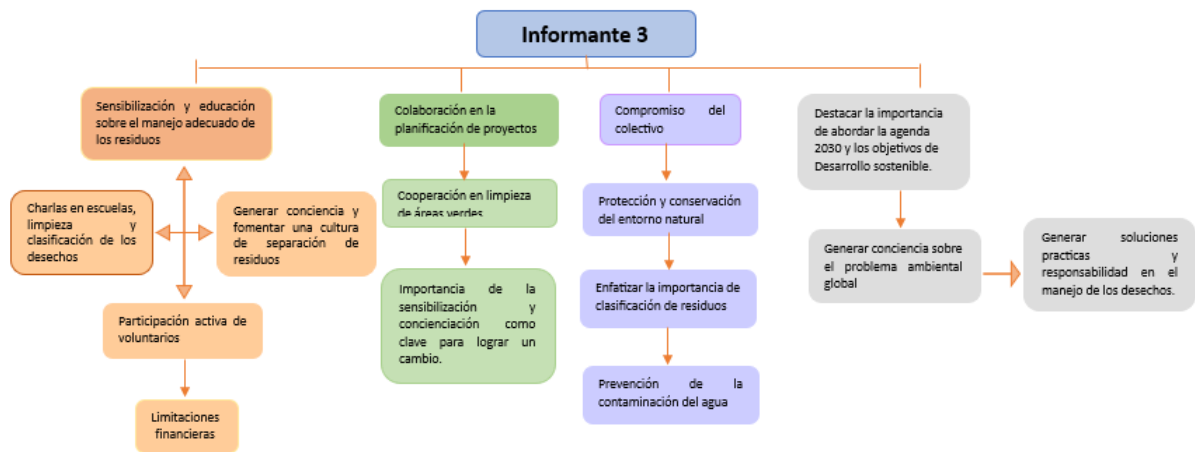 Informante 3
Sensibilización y educación
sobre el manejo adecuado de
los residuos
Charlas en escuelas,
limpieza y
clasificación de los
desechos
Generar conciencia y
fomentar una cultura
de separación de
residuos
Participación activa de
voluntarios
Limitaciones
financieras
Colaboración en la
planificación de proyectos
Cooperación en limpieza
de áreas verdes
Importancia de la
sensibilización y
concienciación como
clave para lograr un
cambio.
Compromiso del
colectivo
Protección y conservación
del entorno natural
Enfatizar la importancia de
clasificación de residuos
Prevención de la
contaminación del agua
Destacar la importancia
de abordar la agenda
2030 y los objetivos de
Desarrollo sostenible.
Generar conciencia sobre
el problema ambiental
global
Generar soluciones
practicas y
responsabilidad en el
manejo de los desechos.